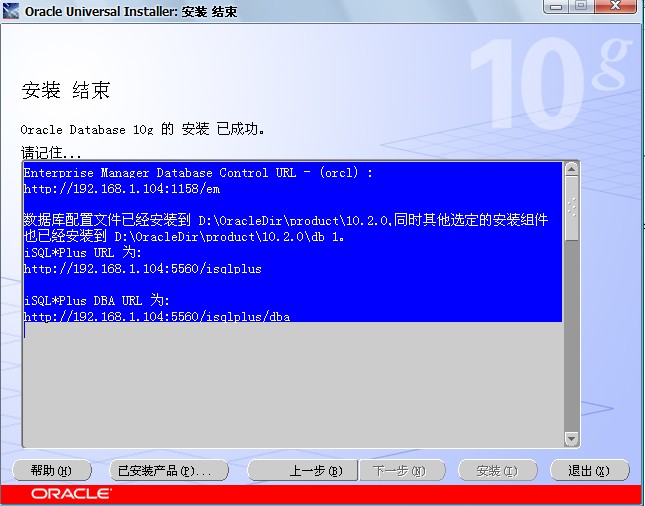 Oracle Universal Installer: 安装 结束
10g
安装 结束
Oracle Database 10g 的 安装 已成功。
请记住...
Enterprise Manager Database Control URL - (orcl) :
http://192.168.1.104:1158/em
数据库配置文件已经安装到 D:\OracleDir\product\10.2.0,同时其他选定的安装组件
也已经安装到 D:\OracleDir\product\10.2.0\db_1。
iSQL*Plus URL 为:
http://192.168.1.104:5560/isqlplus
iSQL*Plus DBA URL 为:
http://192.168.1.104:5560/isqlplus/dba
帮助(H) 已安装产品(P)... 上一步(B) 下一步(N) 安装(I) 退出(X)
ORACLE